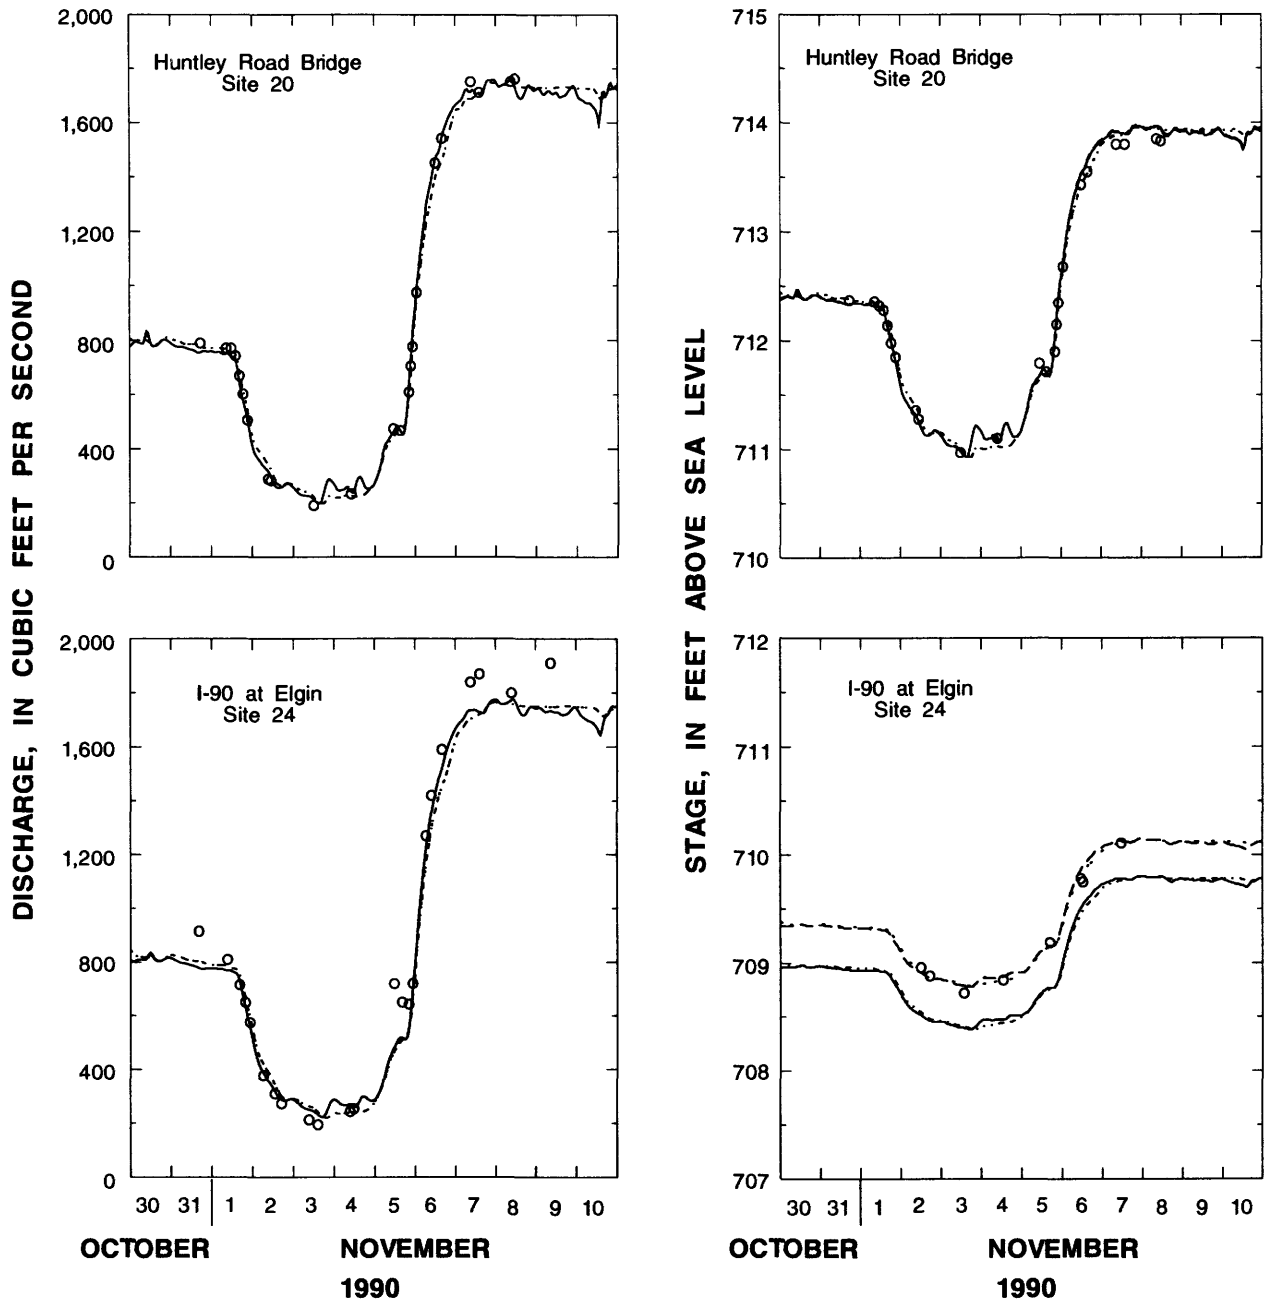 DISCHARGE, IN CUBIC FEET PER SECOND
2,000
1,600
1,200
800
400
0
Huntley Road Bridge
Site 20
2,000
1,600
1,200
800
400
0
I-90 at Elgin
Site 24
30 31 1 2 3 4 5 6 7 8 9 10
OCTOBER NOVEMBER
1990
STAGE, IN FEET ABOVE SEA LEVEL
715
714
713
712
711
710
Huntley Road Bridge
Site 20
712
711
710
709
708
707
I-90 at Elgin
Site 24
30 31 1 2 3 4 5 6 7 8 9 10
OCTOBER NOVEMBER
1990